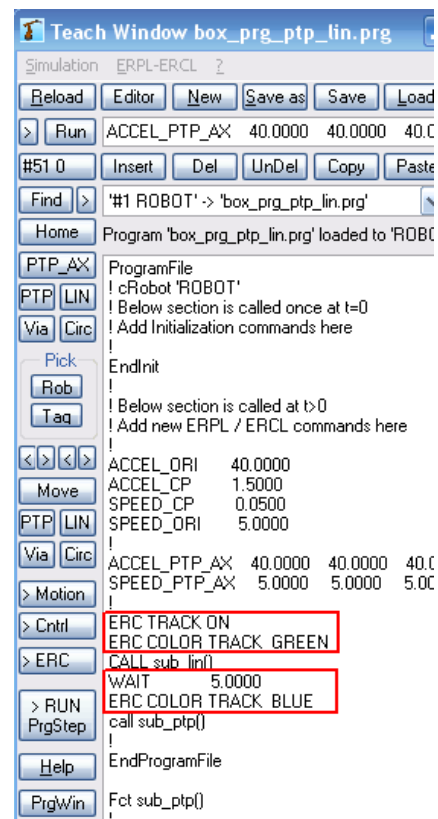 Teach Window box_prg_ptp_lin.prg
Simulation ERPL-ERCL ?
Reload Editor New Save as Save Load
> Run ACCEL_PTP_AX 40.0000 40.0000 40.0
#51 0 Insert Del UnDel Copy Paste
Find > '#1 ROBOT' -> 'box_prg_ptp_lin.prg'
Home Program 'box_prg_ptp_lin.prg' loaded to 'ROBO
PTP_AX
PTP LIN
Via Circ
Pick
Rob
Tag
< > < >
Move
PTP LIN
Via Circ
> Motion
> Cntrl
> ERC
> RUN
PrgStep
Help
PrgWin
ProgramFile
! cRobot 'ROBOT'
! Below section is called once at t=0
! Add Initialization commands here
!
EndInit
!
! Below section is called at t>0
! Add new ERPL / ERCL commands here
!
ACCEL_ORI 40.0000
ACCEL_CP 1.5000
SPEED_CP 0.0500
SPEED_ORI 5.0000
!
ACCEL_PTP_AX 40.0000 40.0000 40.0
SPEED_PTP_AX 5.0000 5.0000 5.00
!
ERC TRACK ON
ERC COLOR TRACK GREEN
CALL sub_lin()
WAIT 5.0000
ERC COLOR TRACK BLUE
call sub_ptp()
!
EndProgramFile
Fct sub_ptp()